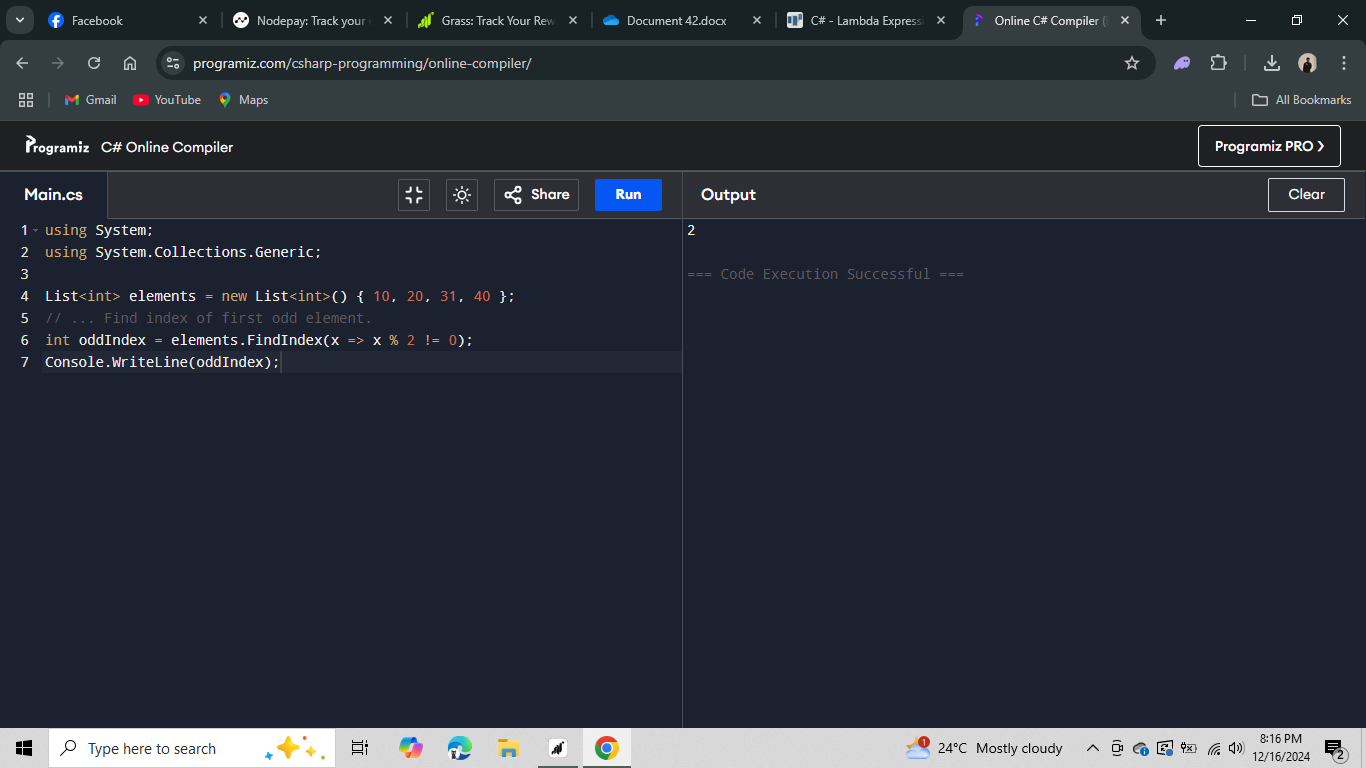 Facebook
Nodepay: Track your
Grass: Track Your Rew
Document 42.docx
C# - Lambda Express
Online C# Compiler (
programiz.com/csharp-programming/online-compiler/
Gmail
YouTube
Maps
All Bookmarks
Programiz C# Online Compiler
Programiz PRO
Main.cs
Share
Run
Output
Clear
1 using System;
2 using System.Collections.Generic;
3
4 List<int> elements = new List<int>() { 10, 20, 31, 40 };
5 // ... Find index of first odd element.
6 int oddIndex = elements.FindIndex(x => x % 2 != 0);
7 Console.WriteLine(oddIndex);
2
=== Code Execution Successful ===
Type here to search
1
24°C Mostly cloudy
8:16 PM
12/16/2024
2